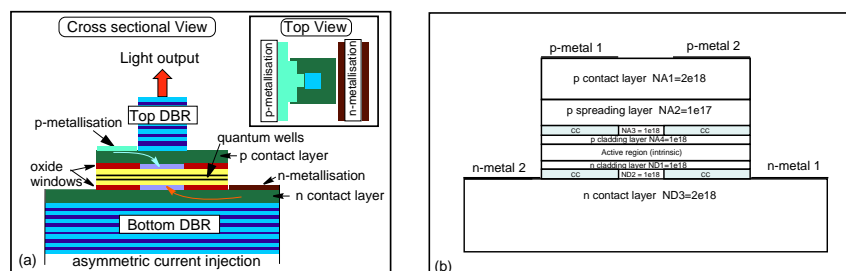 Cross sectional View
Top View
Light output
p-metallisation
n-metallisation
Top DBR
p-metallisation
quantum wells
p contact layer
oxide
windows
n-metallisation
n contact layer
Bottom DBR
(a)
asymmetric current injection
p-metal 1
p-metal 2
p contact layer NA1=2e18
p spreading layer NA2=1e17
CC
NA3 = 1e18
CC
p cladding layer NA4=1e18
Active region (intrinsic)
n cladding layer ND1=1e18
CC
ND2 = 1e18
CC
n-metal 2
n-metal 1
n contact layer ND3=2e18
(b)